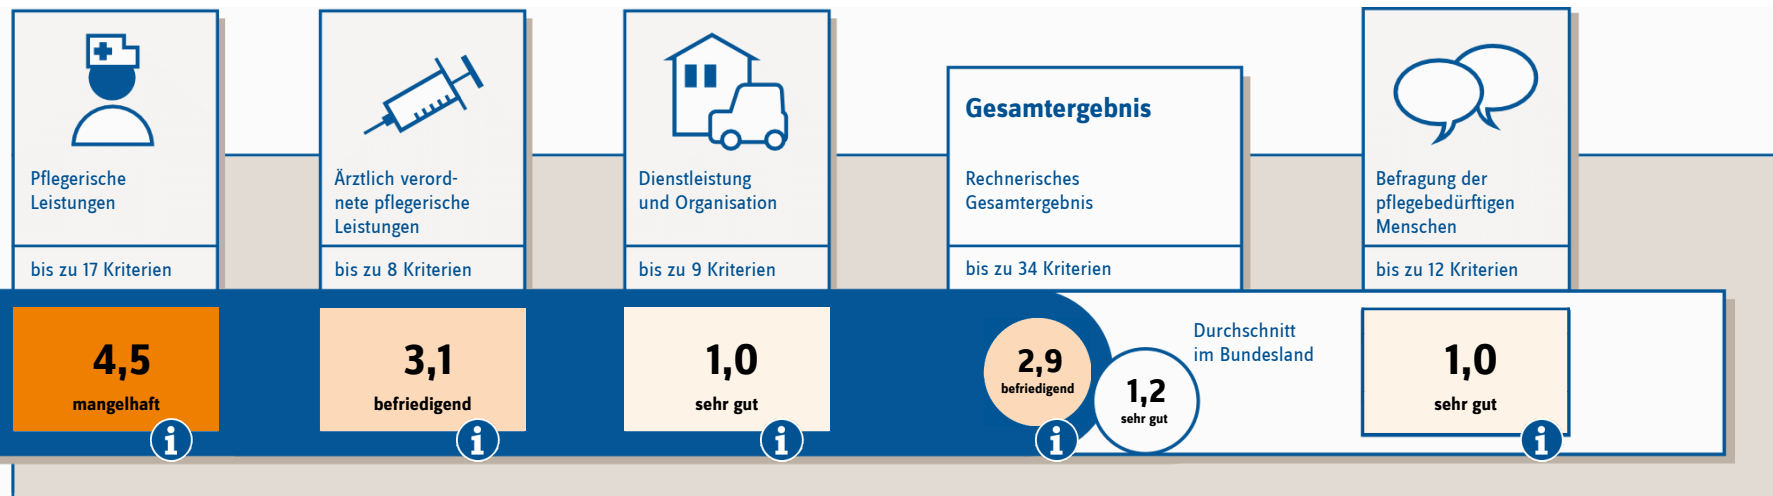 Pflegerische
Leistungen
bis zu 17 Kriterien
4,5
mangelhaft
i
Ärztlich verord-
nete pflegerische
Leistungen
bis zu 8 Kriterien
3,1
befriedigend
i
Dienstleistung
und Organisation
bis zu 9 Kriterien
1,0
sehr gut
i
Gesamtergebnis
Rechnerisches
Gesamtergebnis
bis zu 34 Kriterien
2,9
befriedigend
i
1,2
sehr gut
Durchschnitt
im Bundesland
Befragung der
pflegebedürftigen
Menschen
bis zu 12 Kriterien
1,0
sehr gut
i